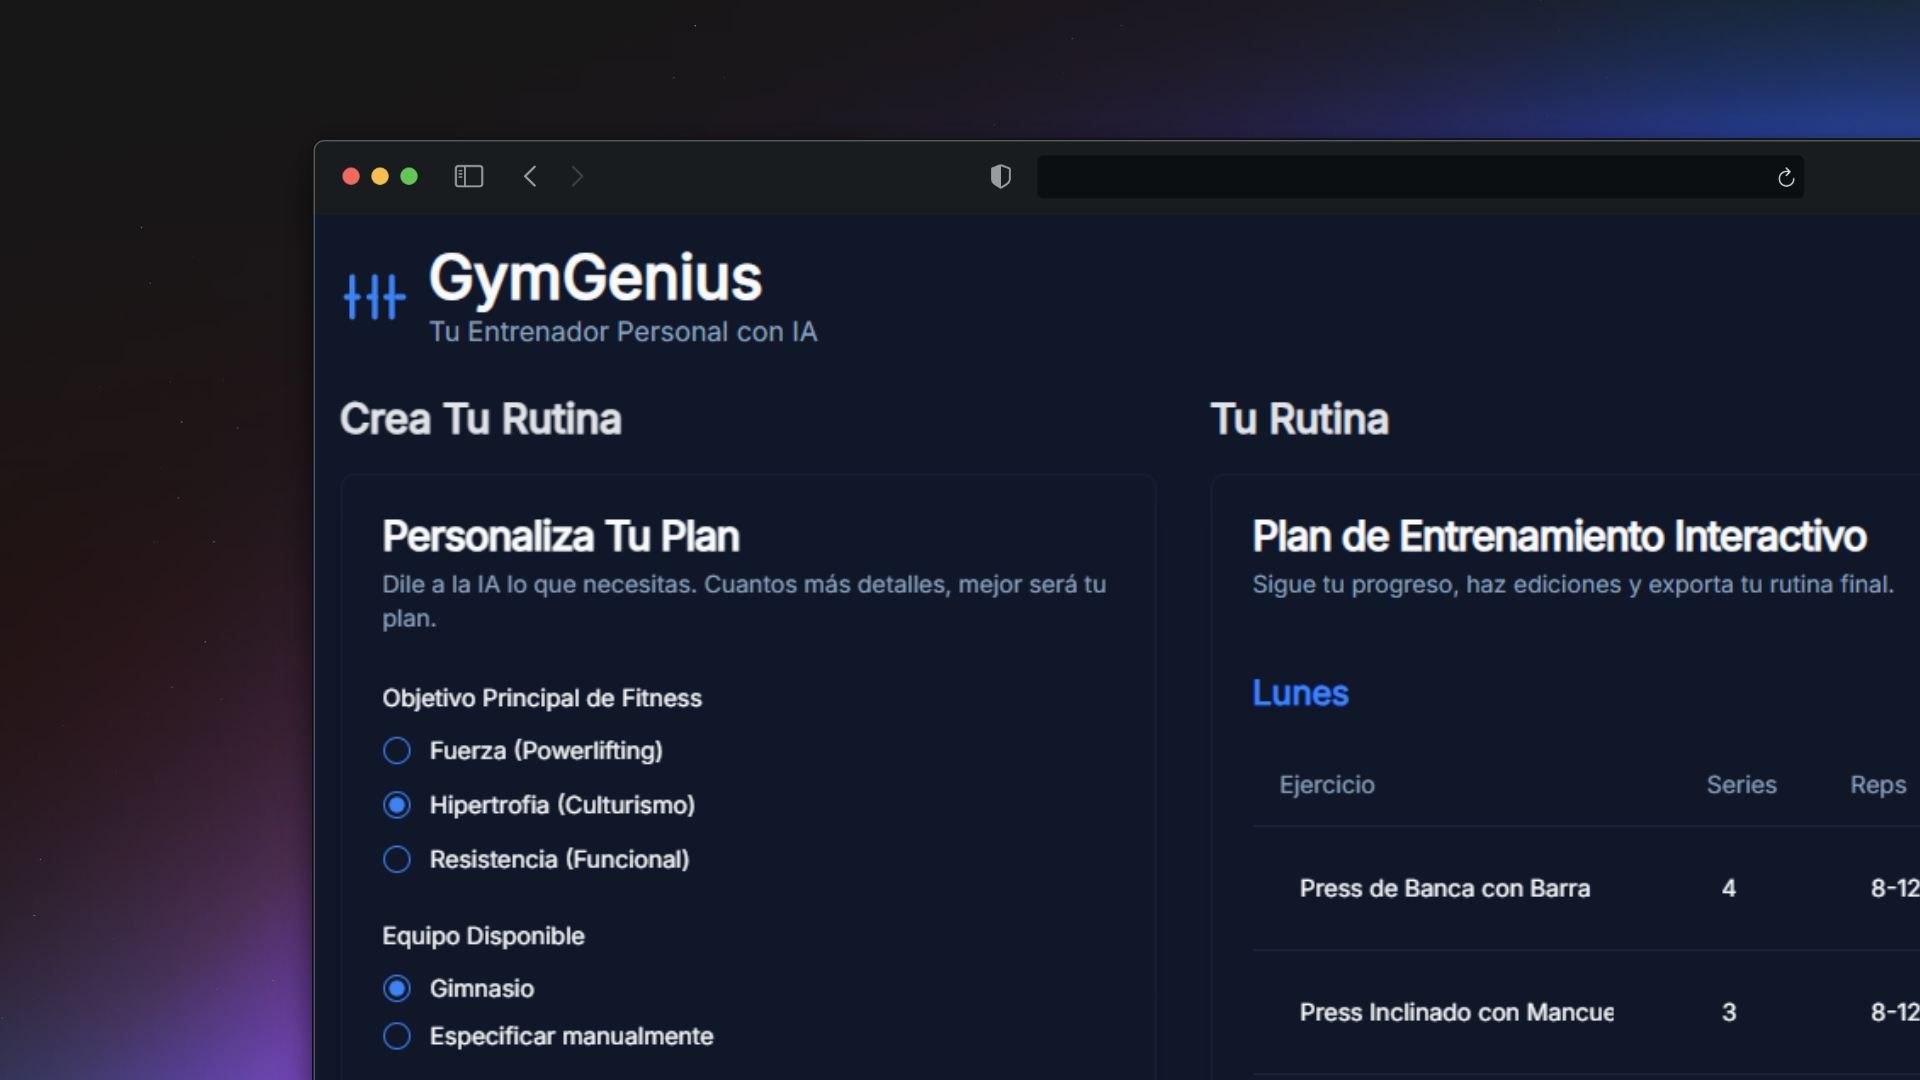 GymGenius
Tu Entrenador Personal con IA
Crea Tu Rutina
Personaliza Tu Plan
Dile a la IA lo que necesitas. Cuantos más detalles, mejor será tu
plan.
Objetivo Principal de Fitness
Fuerza (Powerlifting)
Hipertrofia (Culturismo)
Resistencia (Funcional)
Equipo Disponible
Gimnasio
Especificar manualmente
Tu Rutina
Plan de Entrenamiento Interactivo
Sigue tu progreso, haz ediciones y exporta tu rutina final.
Lunes
Ejercicio Series Reps
Press de Banca con Barra 4 8-12
Press Inclinado con Mancue 3 8-12